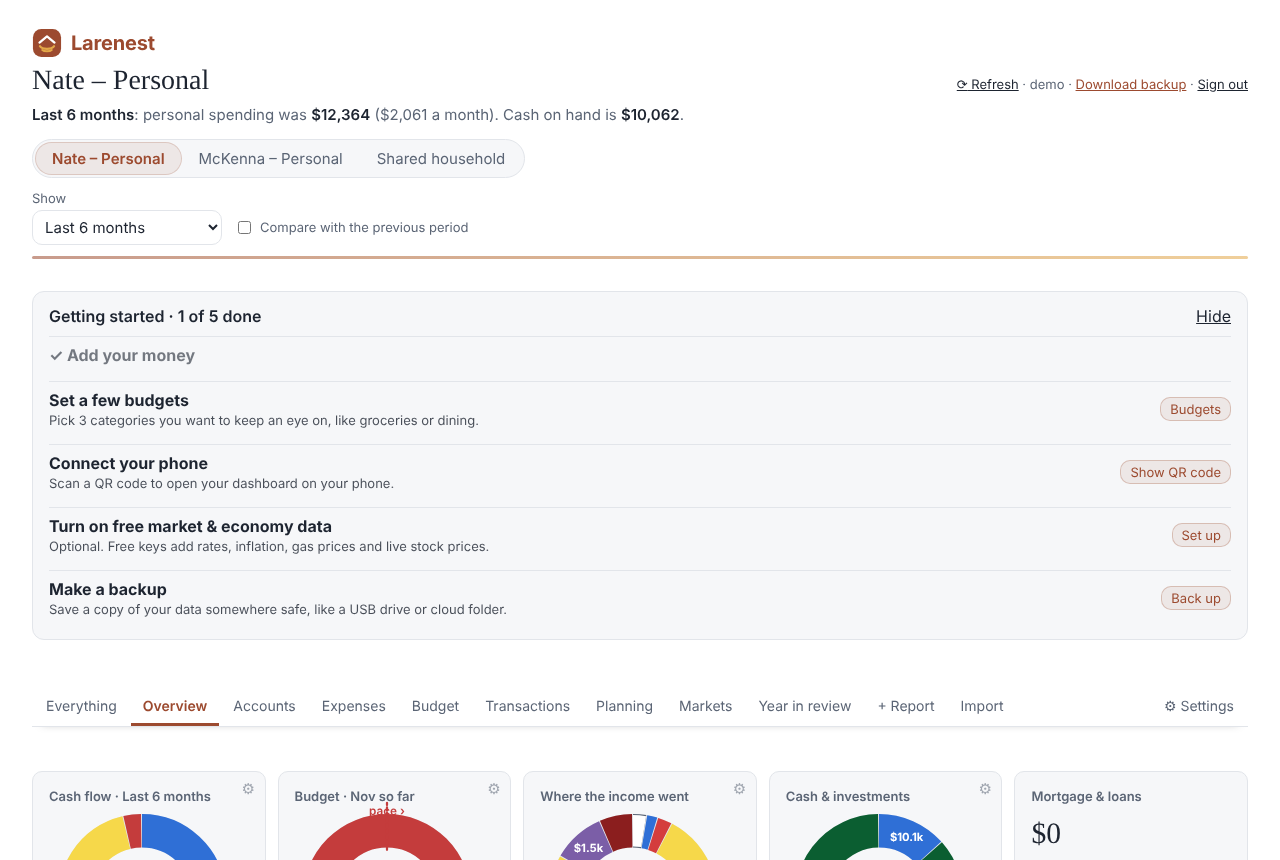 Larenest
Nate – Personal
⟳ Refresh · demo · Download backup · Sign out
Last 6 months: personal spending was $12,364 ($2,061 a month). Cash on hand is $10,062.
Nate – Personal McKenna – Personal Shared household
Show
Last 6 months Compare with the previous period
Getting started · 1 of 5 done Hide
✓ Add your money
Set a few budgets
Pick 3 categories you want to keep an eye on, like groceries or dining.
Budgets
Connect your phone
Scan a QR code to open your dashboard on your phone.
Show QR code
Turn on free market & economy data
Optional. Free keys add rates, inflation, gas prices and live stock prices.
Set up
Make a backup
Save a copy of your data somewhere safe, like a USB drive or cloud folder.
Back up
Everything Overview Accounts Expenses Budget Transactions Planning Markets Year in review + Report Import ⚙ Settings
Cash flow · Last 6 months
Budget · Nov so far
pace ›
Where the income went
$1.5k
Cash & investments
$10.1k
Mortgage & loans
$0